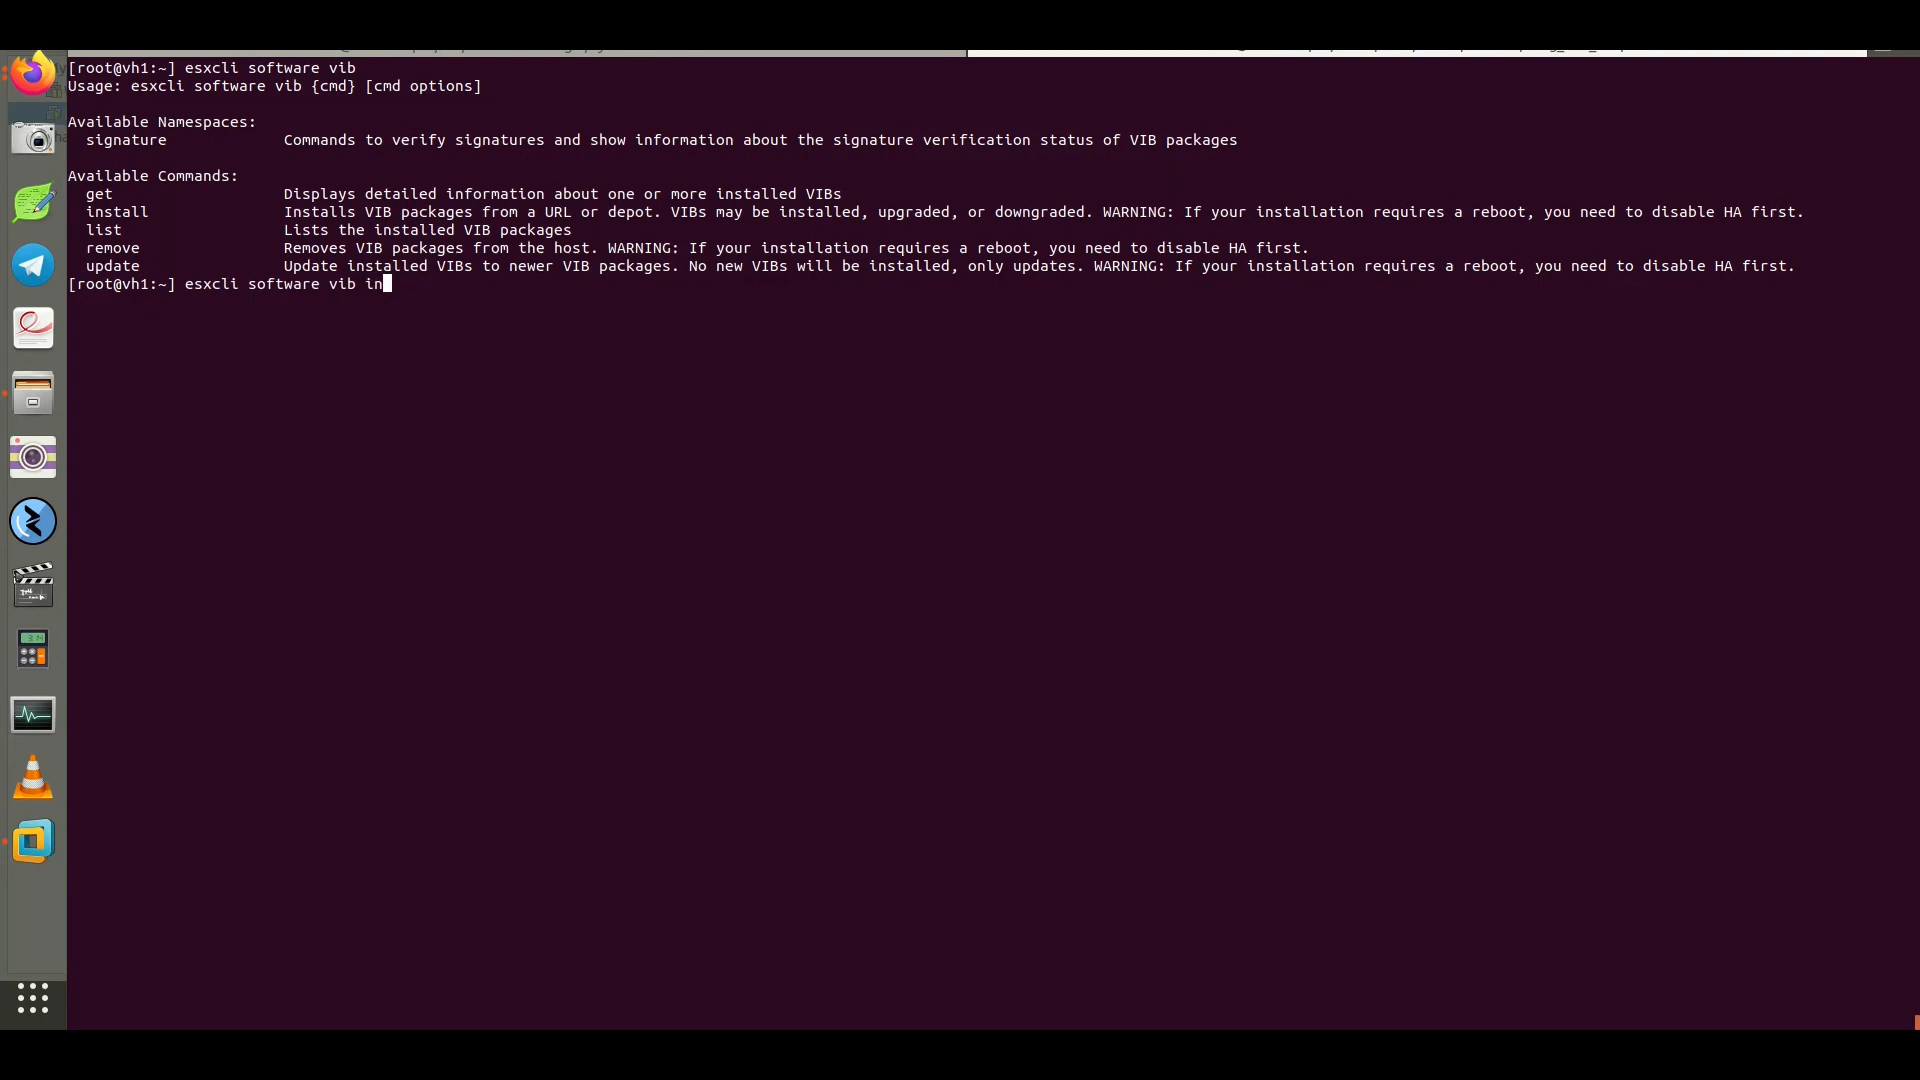 [root@vh1:~] esxcli software vib
Usage: esxcli software vib {cmd} [cmd options]
Available Namespaces:
signature Commands to verify signatures and show information about the signature verification status of VIB packages
Available Commands:
get Displays detailed information about one or more installed VIBs
install Installs VIB packages from a URL or depot. VIBs may be installed, upgraded, or downgraded. WARNING: If your installation requires a reboot, you need to disable HA first.
list Lists the installed VIB packages
remove Removes VIB packages from the host. WARNING: If your installation requires a reboot, you need to disable HA first.
update Update installed VIBs to newer VIB packages. No new VIBs will be installed, only updates. WARNING: If your installation requires a reboot, you need to disable HA first.
[root@vh1:~] esxcli software vib in